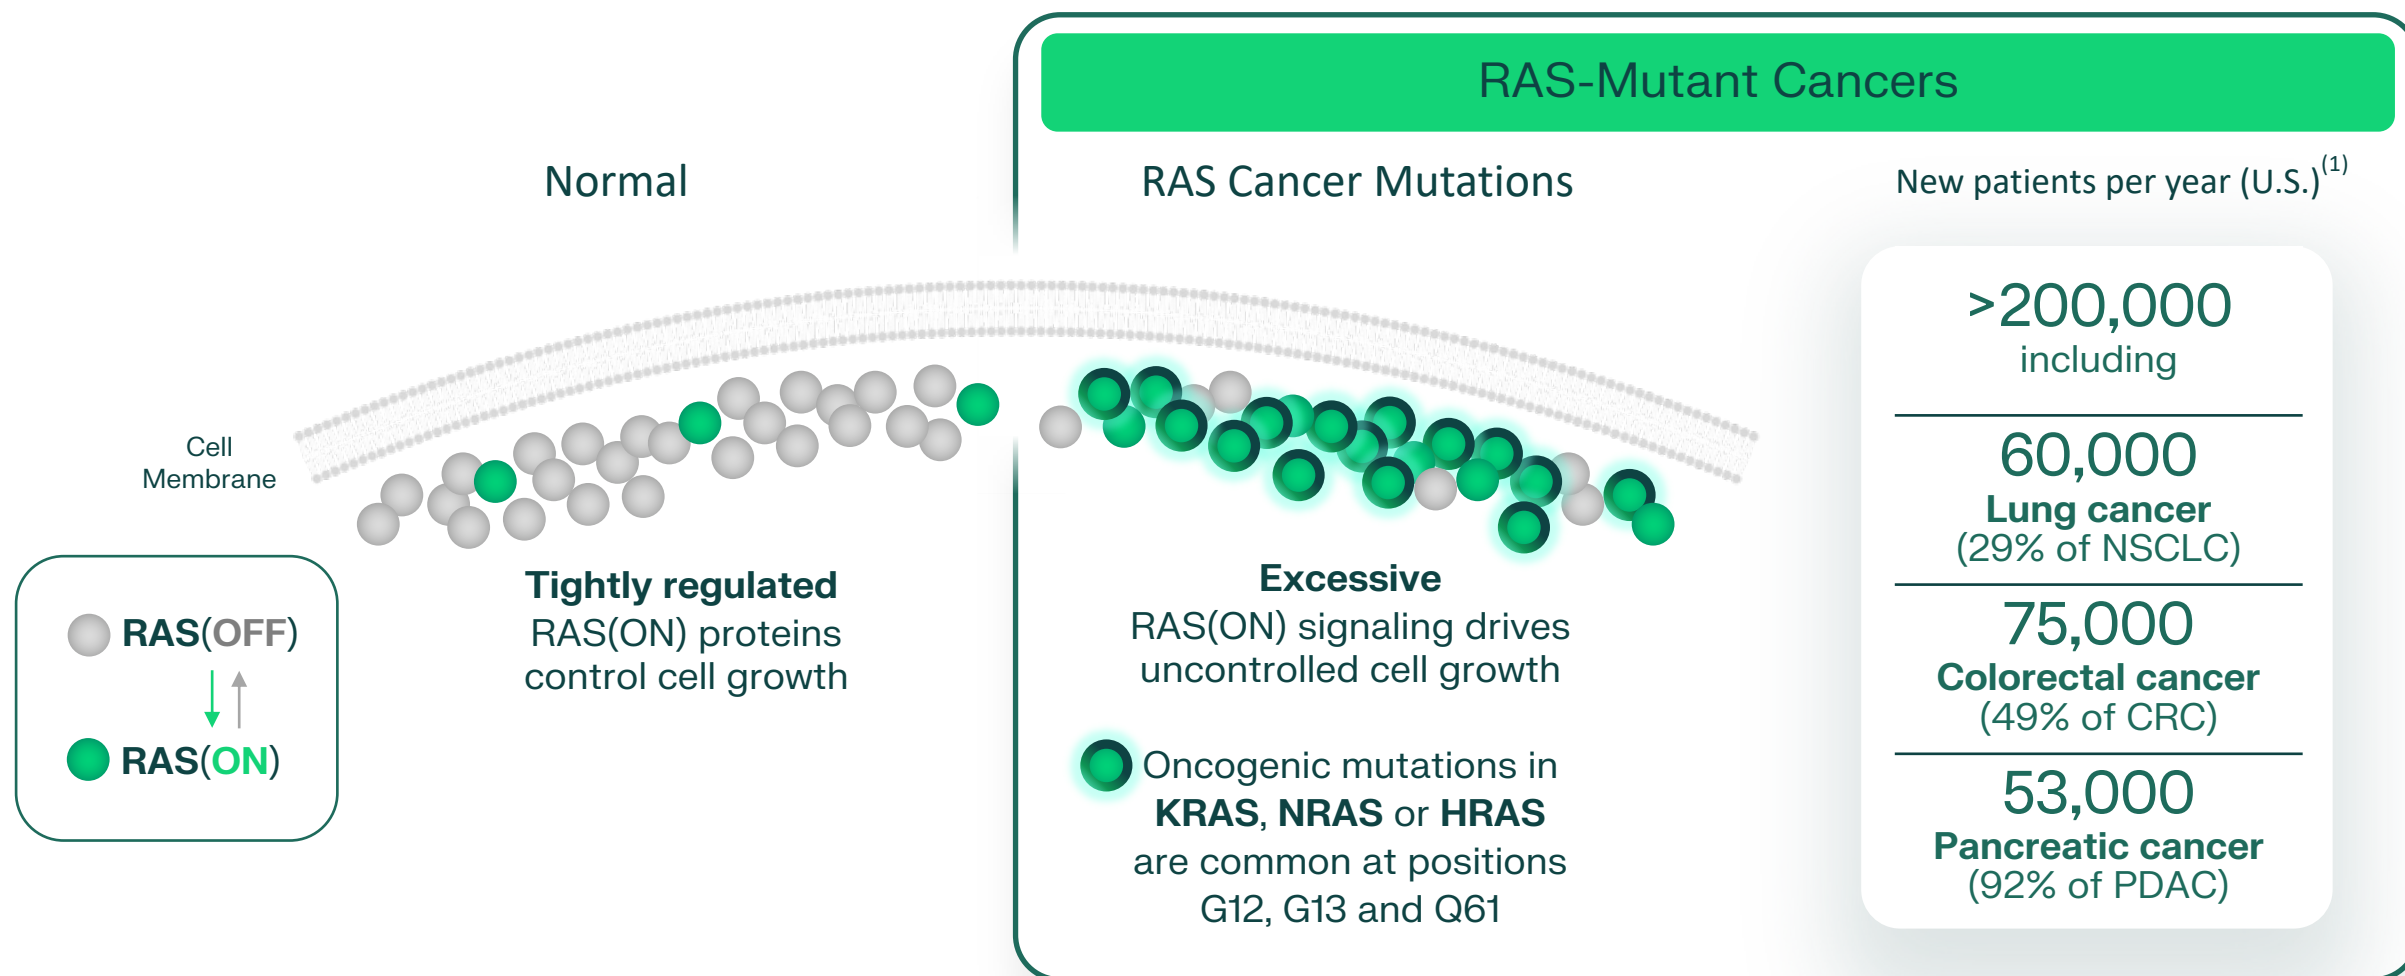 RAS-Mutant Cancers
Normal
RAS Cancer Mutations
New patients per year (U.S.)(1)
Cell
Membrane
RAS(OFF)
RAS(ON)
Tightly regulated
RAS(ON) proteins
control cell growth
Excessive
RAS(ON) signaling drives
uncontrolled cell growth
Oncogenic mutations in
KRAS, NRAS or HRAS
are common at positions
G12, G13 and Q61
>200,000
including
60,000
Lung cancer
(29% of NSCLC)
75,000
Colorectal cancer
(49% of CRC)
53,000
Pancreatic cancer
(92% of PDAC)